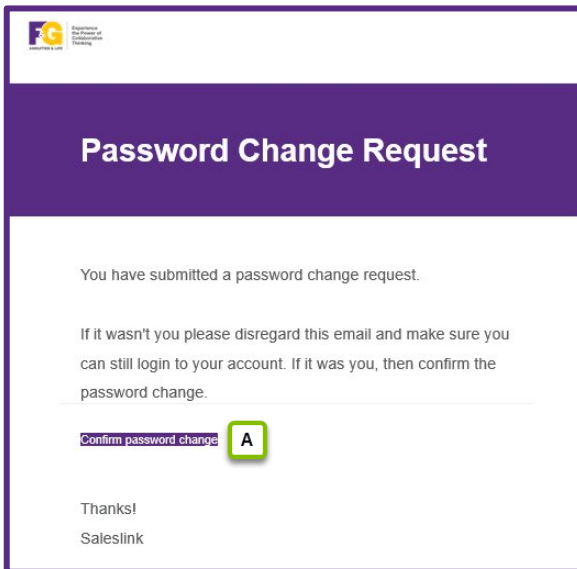 F&G
ANNUITIES & LIFE
Experience
the Power of
Collaborative
Thinking
Password Change Request
You have submitted a password change request.
If it wasn't you please disregard this email and make sure you
can still login to your account. If it was you, then confirm the
password change.
Confirm password change A
Thanks!
Saleslink